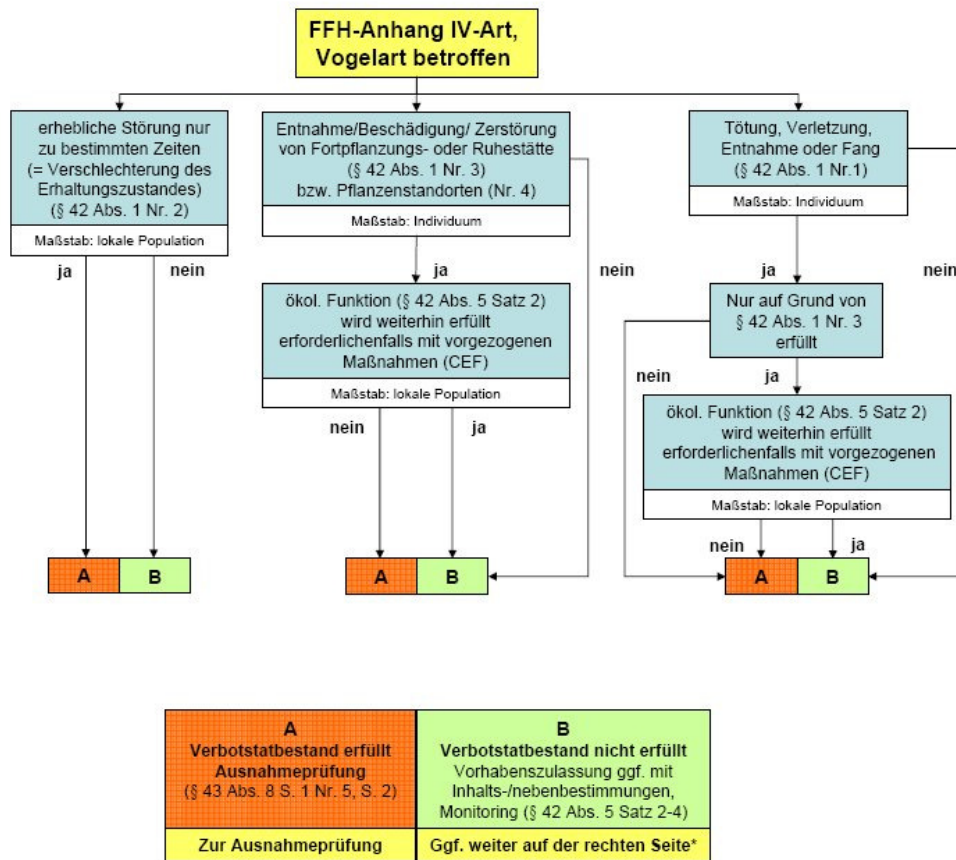 FFH-Anhang IV-Art,
Vogelart betroffen
erhebliche Störung nur
zu bestimmten Zeiten
(= Verschlechterung des
Erhaltungszustandes)
(§ 42 Abs. 1 Nr. 2)
Maßstab: lokale Population
ja
nein
Entnahme/Beschädigung/ Zerstörung
von Fortpflanzungs- oder Ruhestätte
(§ 42 Abs. 1 Nr. 3)
bzw. Pflanzenstandorten (Nr. 4)
Maßstab: Individuum
ja
nein
ökol. Funktion (§ 42 Abs. 5 Satz 2)
wird weiterhin erfüllt
erforderlichenfalls mit vorgezogenen
Maßnahmen (CEF)
Maßstab: lokale Population
nein
ja
Tötung, Verletzung,
Entnahme oder Fang
(§ 42 Abs. 1 Nr.1)
Maßstab: Individuum
ja
nein
Nur auf Grund von
§ 42 Abs. 1 Nr. 3
erfüllt
nein
ja
ökol. Funktion (§ 42 Abs. 5 Satz 2)
wird weiterhin erfüllt
erforderlichenfalls mit vorgezogenen
Maßnahmen (CEF)
Maßstab: lokale Population
nein
ja
A
B
A
B
A
B
A
Verbotstatbestand erfüllt
Ausnahmeprüfung
(§ 43 Abs. 8 S. 1 Nr. 5, S. 2)
Zur Ausnahmeprüfung
B
Verbotstatbestand nicht erfüllt
Vorhabenszulassung ggf. mit
Inhalts-/nebenbestimmungen,
Monitoring (§ 42 Abs. 5 Satz 2-4)
Ggf. weiter auf der rechten Seite*